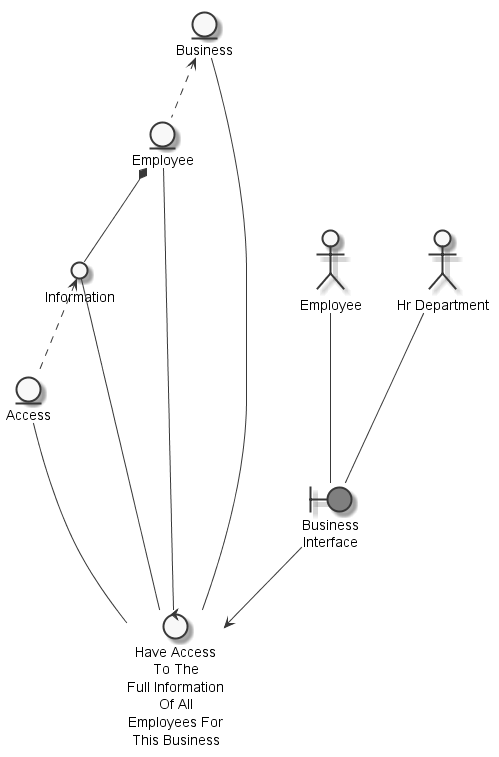 Business
Employee
Information
Employee
Hr Department
Access
Business
Interface
Have Access
To The
Full Information
Of All
Employees For
This Business